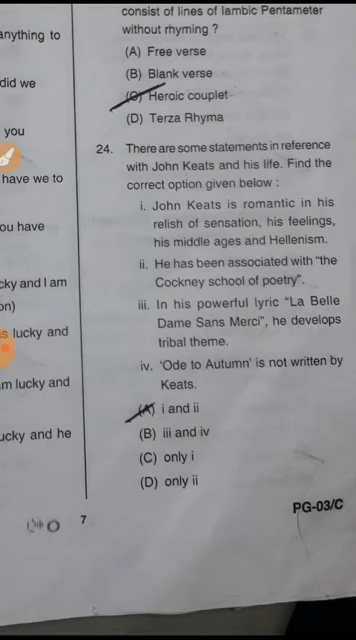 anything to
did we
you
have we to
ou have
cky and I am
on)
s lucky and
m lucky and
ucky and he
consist of lines of Iambic Pentameter
without rhyming ?
(A) Free verse
(B) Blank verse
(C) Heroic couplet
(D) Terza Rhyma
24. There are some statements in reference
with John Keats and his life. Find the
correct option given below :
i. John Keats is romantic in his
relish of sensation, his feelings,
his middle ages and Hellenism.
ii. He has been associated with "the
Cockney school of poetry".
iii. In his powerful lyric "La Belle
Dame Sans Merci", he develops
tribal theme.
iv. 'Ode to Autumn' is not written by
Keats.
(A) i and ii
(B) iii and iv
(C) only i
(D) only ii
7
PG-03/C